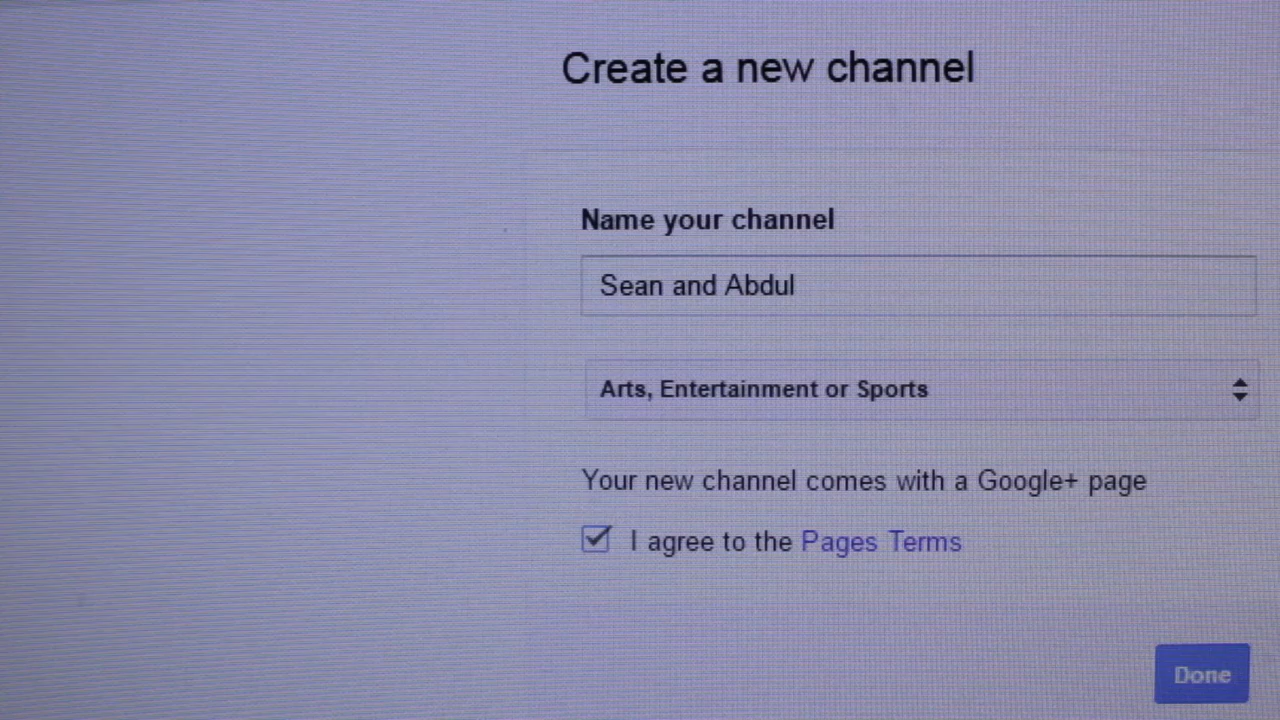 Create a new channel
Name your channel
Sean and Abdul
Arts, Entertainment or Sports
Your new channel comes with a Google+ page
I agree to the Pages Terms
Done